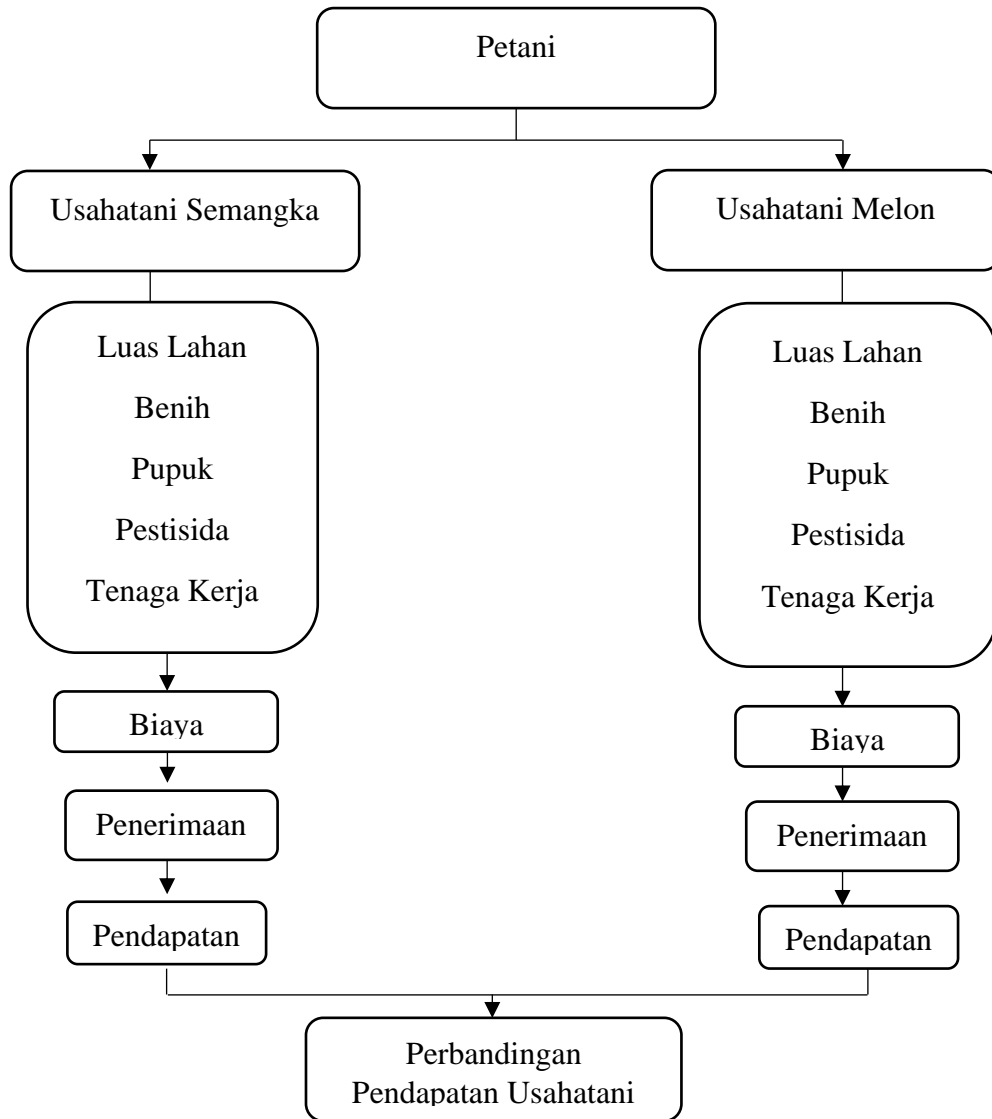 Petani
Usahatani Semangka
Usahatani Melon
Luas Lahan
Benih
Pupuk
Pestisida
Tenaga Kerja
Luas Lahan
Benih
Pupuk
Pestisida
Tenaga Kerja
Biaya
Biaya
Penerimaan
Penerimaan
Pendapatan
Pendapatan
Perbandingan
Pendapatan Usahatani